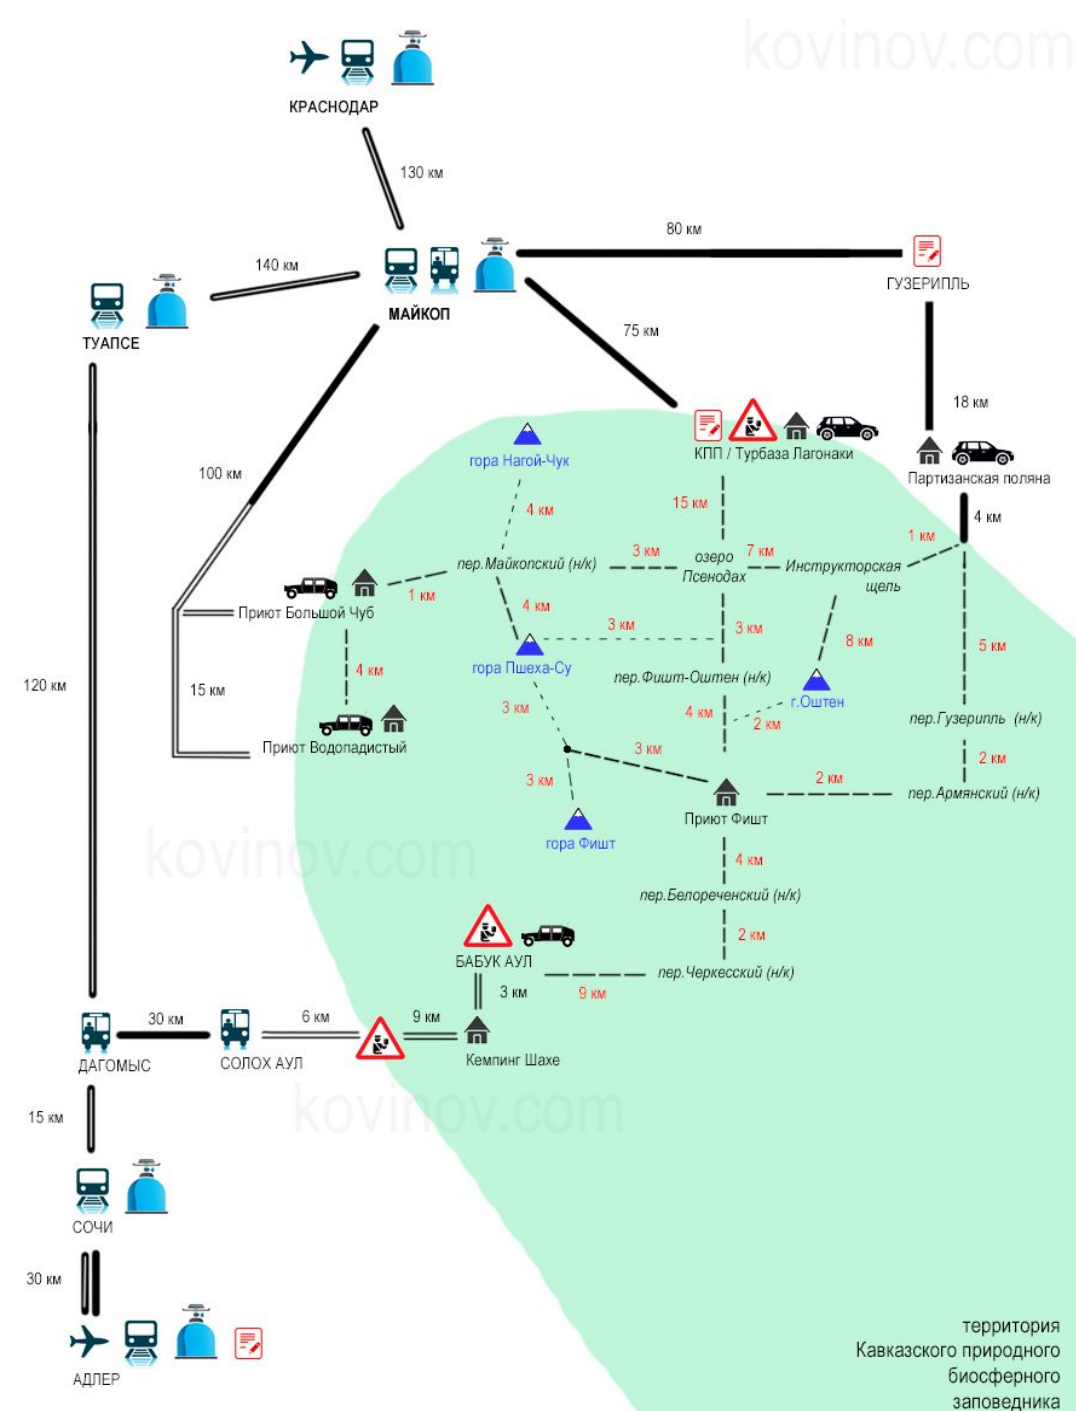 kovinov.com
КРАСНОДАР
130 км
80 км
ГУЗЕРИПЛЬ
140 км
МАЙКОП
ТУАПСЕ
75 км
18 км
КПП / Турбаза Лагонаки
гора Нагой-Чук
Партизанская поляна
100 км
15 км
4 км
4 км
1 км
3 км
7 км
озеро
Псенодах
пер.Майкопский (н/к)
Инструкторская
щель
1 км
Приют Большой Чуб
4 км
3 км
3 км
8 км
5 км
4 км
гора Пшеха-Су
пер.Фишт-Оштен (н/к)
120 км
15 км
г.Оштен
3 км
4 км
2 км
пер.Гузерипль (н/к)
Приют Водопадистый
3 км
2 км
3 км
2 км
пер.Армянский (н/к)
Приют Фишт
гора Фишт
kovinov.com
4 км
пер.Белореченский (н/к)
2 км
БАБУК АУЛ
пер.Черкесский (н/к)
3 км
9 км
30 км
6 км
9 км
ДАГОМЫС
СОЛОХ АУЛ
Кемпинг Шахе
kovinov.com
15 км
СОЧИ
30 км
АДЛЕР
территория
Кавказского природного
биосферного
заповедника